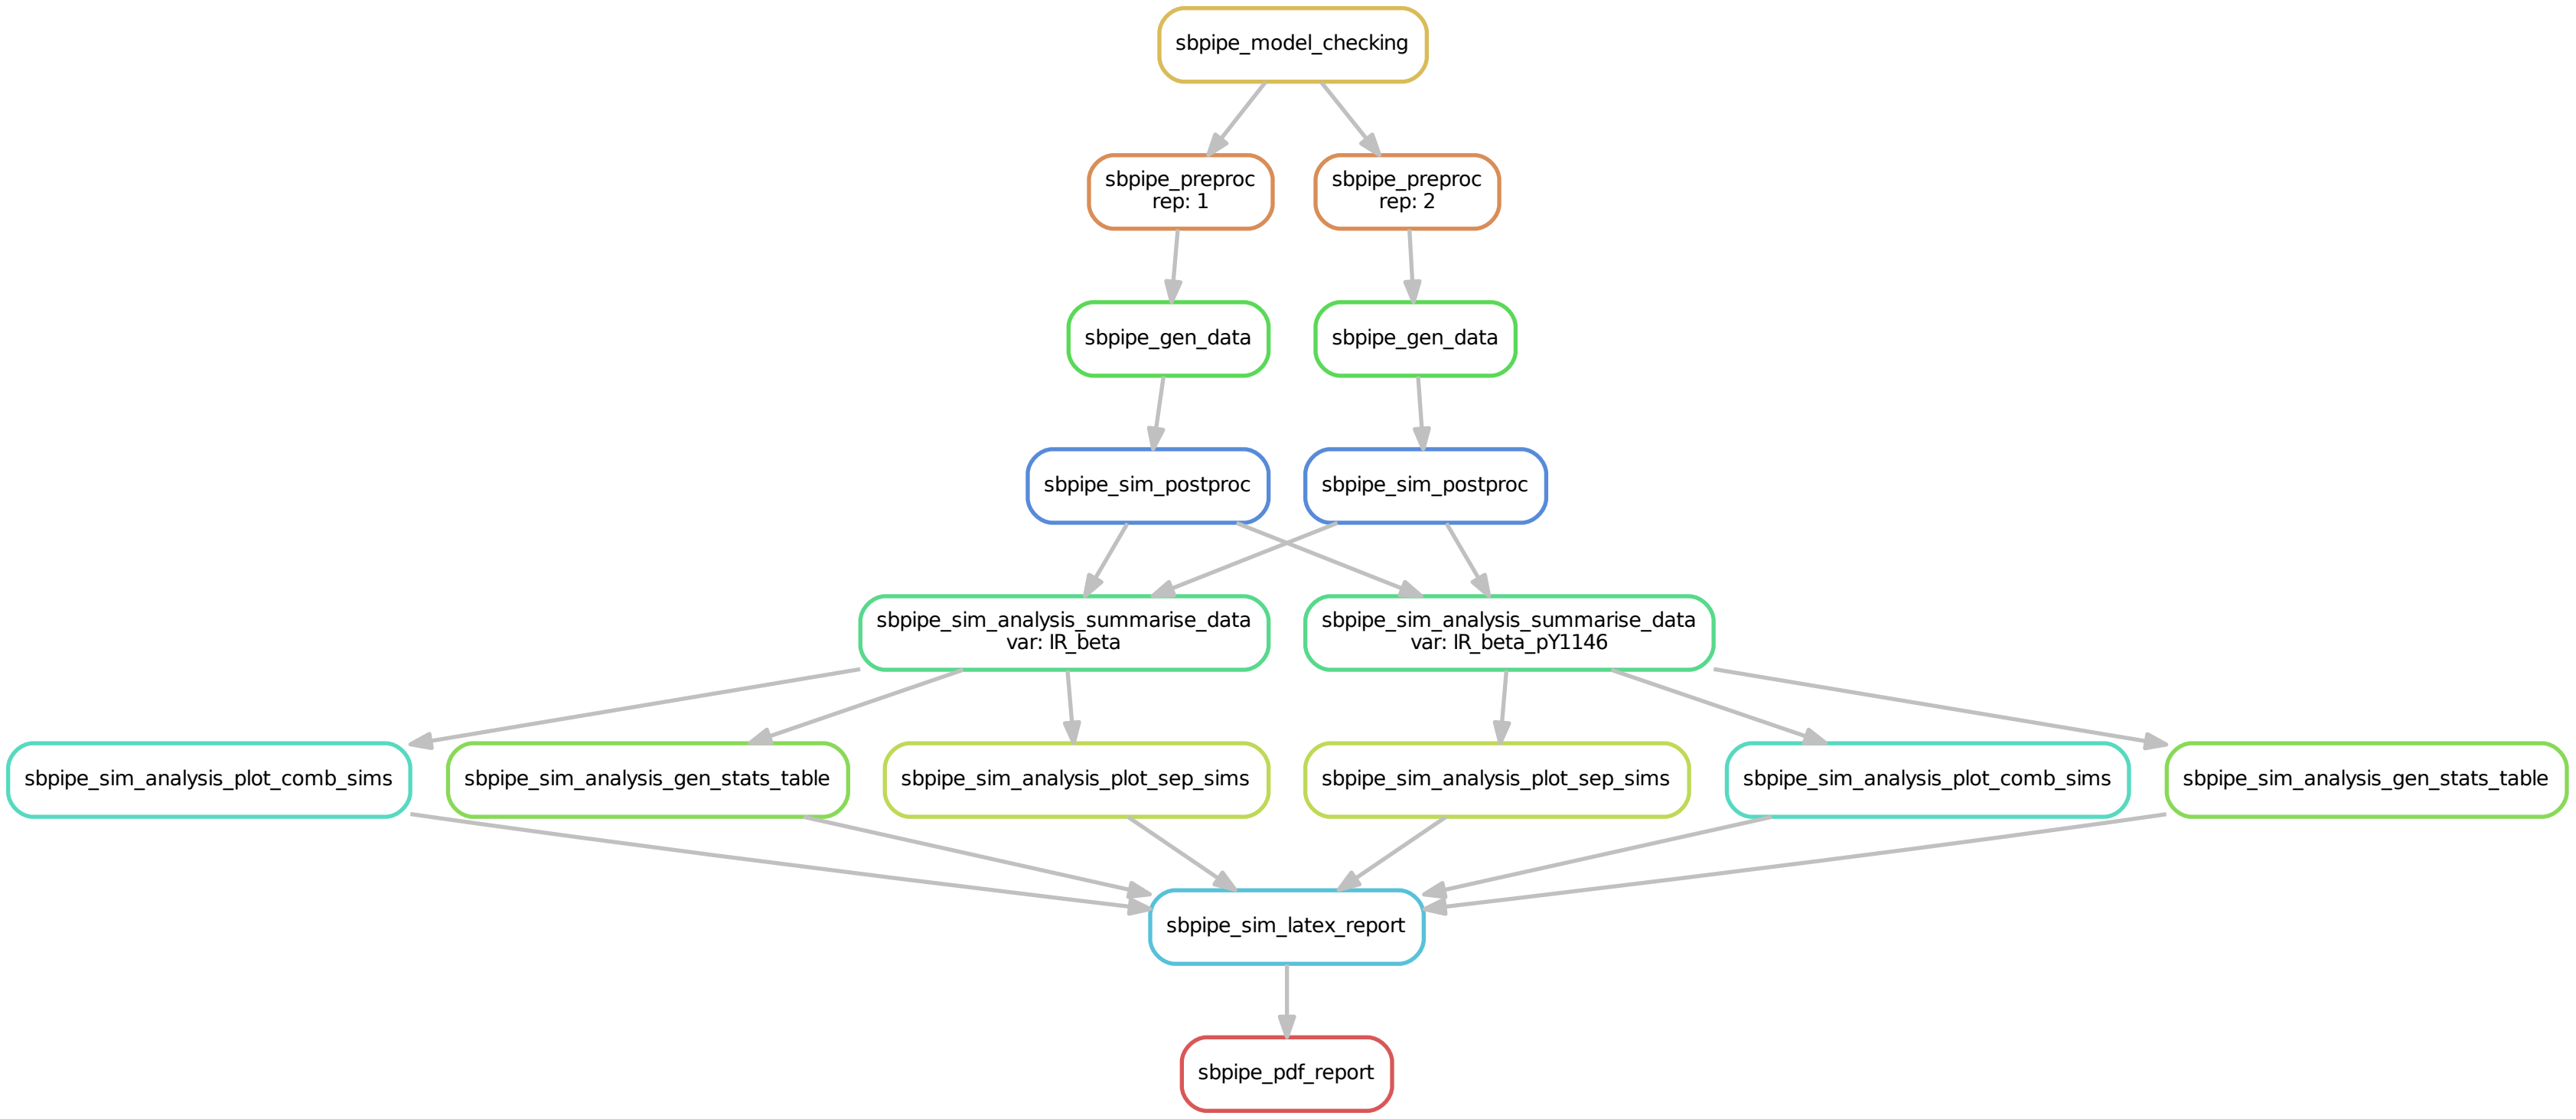 sbpipe_model_checking
sbpipe_preproc
rep: 1
sbpipe_preproc
rep: 2
sbpipe_gen_data
sbpipe_gen_data
sbpipe_sim_postproc
sbpipe_sim_postproc
sbpipe_sim_analysis_summarise_data
var: IR_beta
sbpipe_sim_analysis_summarise_data
var: IR_beta_pY1146
sbpipe_sim_analysis_plot_comb_sims
sbpipe_sim_analysis_gen_stats_table
sbpipe_sim_analysis_plot_sep_sims
sbpipe_sim_analysis_plot_sep_sims
sbpipe_sim_analysis_plot_comb_sims
sbpipe_sim_analysis_gen_stats_table
sbpipe_sim_latex_report
sbpipe_pdf_report